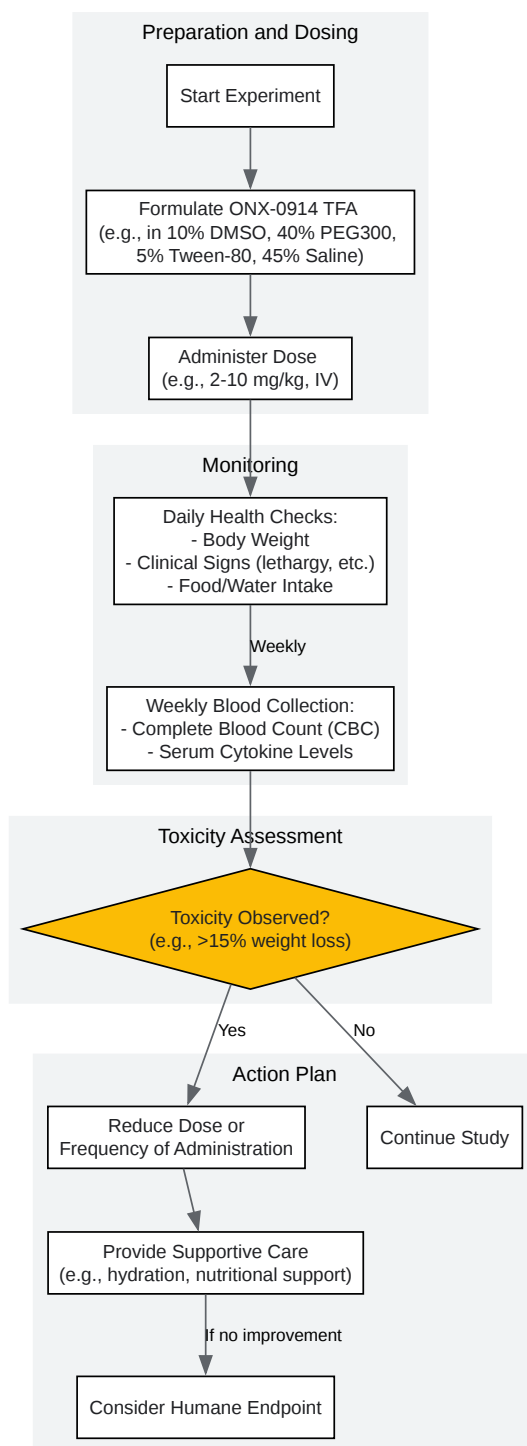 Preparation and Dosing
Start Experiment
Formulate ONX-0914 TFA
(e.g., in 10% DMSO, 40% PEG300,
5% Tween-80, 45% Saline)
Administer Dose
(e.g., 2-10 mg/kg, IV)
Monitoring
Daily Health Checks:
- Body Weight
- Clinical Signs (lethargy, etc.)
- Food/Water Intake
Weekly
Weekly Blood Collection:
- Complete Blood Count (CBC)
- Serum Cytokine Levels
Toxicity Assessment
Toxicity Observed?
(e.g., >15% weight loss)
Yes
No
Action Plan
Reduce Dose or
Frequency of Administration
Continue Study
Provide Supportive Care
(e.g., hydration, nutritional support)
If no improvement
Consider Humane Endpoint